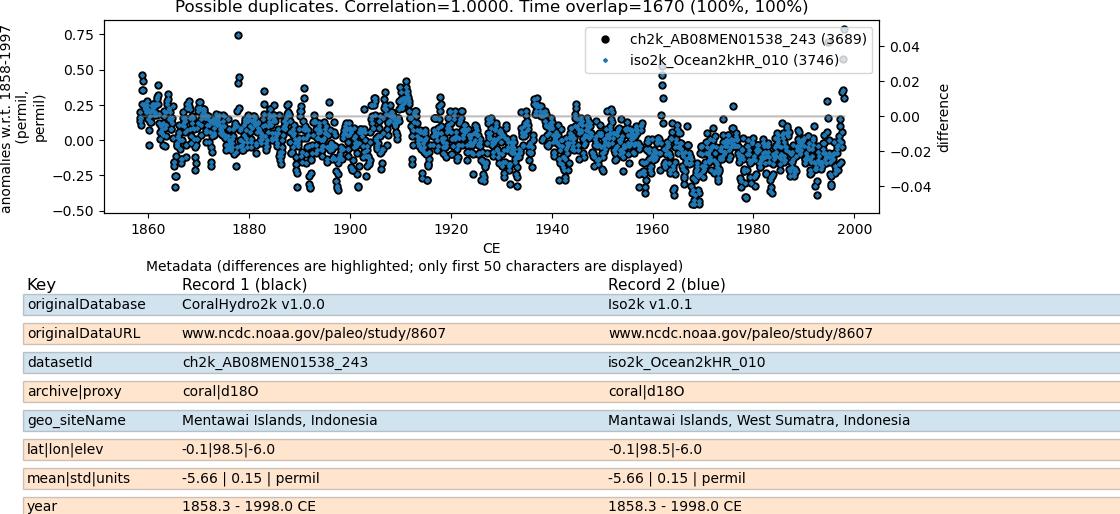 Possible duplicates. Correlation=1.0000. Time overlap=1670 (100%, 100%)
anomalies w.r.t. 1858-1997
(permil,
permil)
0.75
0.50
0.25
0.00
−0.25
−0.50
ch2k_AB08MEN01538_243 (3689)
iso2k_Ocean2kHR_010 (3746)
0.04
0.02
0.00
−0.02
−0.04
difference
1860 1880 1900 1920 1940 1960 1980 2000
CE
Metadata (differences are highlighted; only first 50 characters are displayed)
Key Record 1 (black) Record 2 (blue)
originalDatabase CoralHydro2k v1.0.0 Iso2k v1.0.1
originalDataURL www.ncdc.noaa.gov/paleo/study/8607 www.ncdc.noaa.gov/paleo/study/8607
datasetId ch2k_AB08MEN01538_243 iso2k_Ocean2kHR_010
archive|proxy coral|d18O coral|d18O
geo_siteName Mentawai Islands, Indonesia Mantawai Islands, West Sumatra, Indonesia
lat|lon|elev -0.1|98.5|-6.0 -0.1|98.5|-6.0
mean|std|units -5.66 | 0.15 | permil -5.66 | 0.15 | permil
year 1858.3 - 1998.0 CE 1858.3 - 1998.0 CE